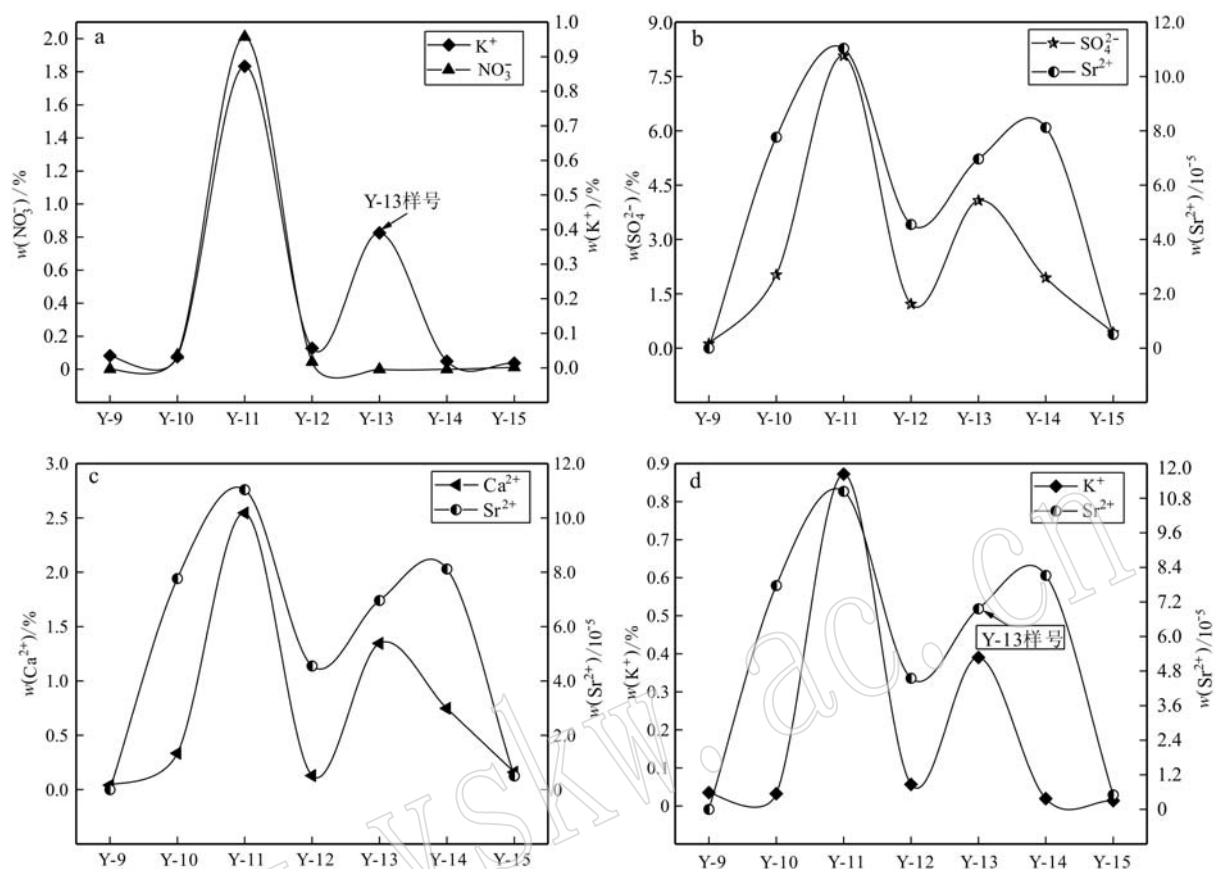 a
K⁺
NO₃⁻
w(NO₃⁻)/%
2.0
1.8
1.6
1.4
1.2
1.0
0.8
0.6
0.4
0.2
0
w(K⁺)/%
1.0
0.9
0.8
0.7
0.6
0.5
0.4
0.3
0.2
0.1
0.0
Y-13样号
Y-9 Y-10 Y-11 Y-12 Y-13 Y-14 Y-15
b
SO₄²⁻
Sr²⁺
w(SO₄²⁻)/%
9.0
7.5
6.0
4.5
3.0
1.5
0.0
w(Sr²⁺)/10⁻⁵
12.0
10.0
8.0
6.0
4.0
2.0
0
Y-9 Y-10 Y-11 Y-12 Y-13 Y-14 Y-15
c
Ca²⁺
Sr²⁺
w(Ca²⁺)/%
3.0
2.5
2.0
1.5
1.0
0.5
0.0
w(Sr²⁺)/10⁻⁵
12.0
10.0
8.0
6.0
4.0
2.0
0
Y-9 Y-10 Y-11 Y-12 Y-13 Y-14 Y-15
d
K⁺
Sr²⁺
w(K⁺)/%
0.9
0.8
0.7
0.6
0.5
0.4
0.3
0.2
0.1
0
w(Sr²⁺)/10⁻⁵
12.0
10.8
9.6
8.4
7.2
6.0
4.8
3.6
2.4
1.2
0
Y-13样号
Y-9 Y-10 Y-11 Y-12 Y-13 Y-14 Y-15